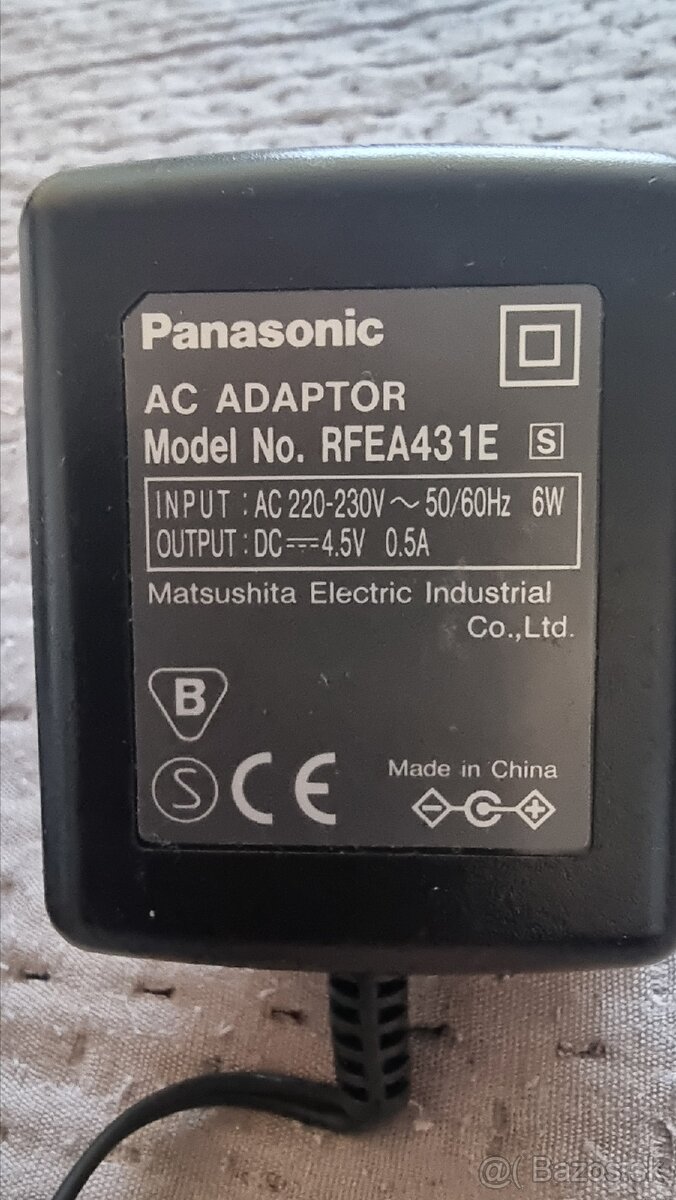 Panasonic
AC ADAPTOR
Model No. RFEA431E S
INPUT : AC 220-230V ~ 50/60Hz 6W
OUTPUT : DC⎓4.5V 0.5A
Matsushita Electric Industrial
Co.,Ltd.
B
S CE
Made in China
- C +
@( Bazos.sk